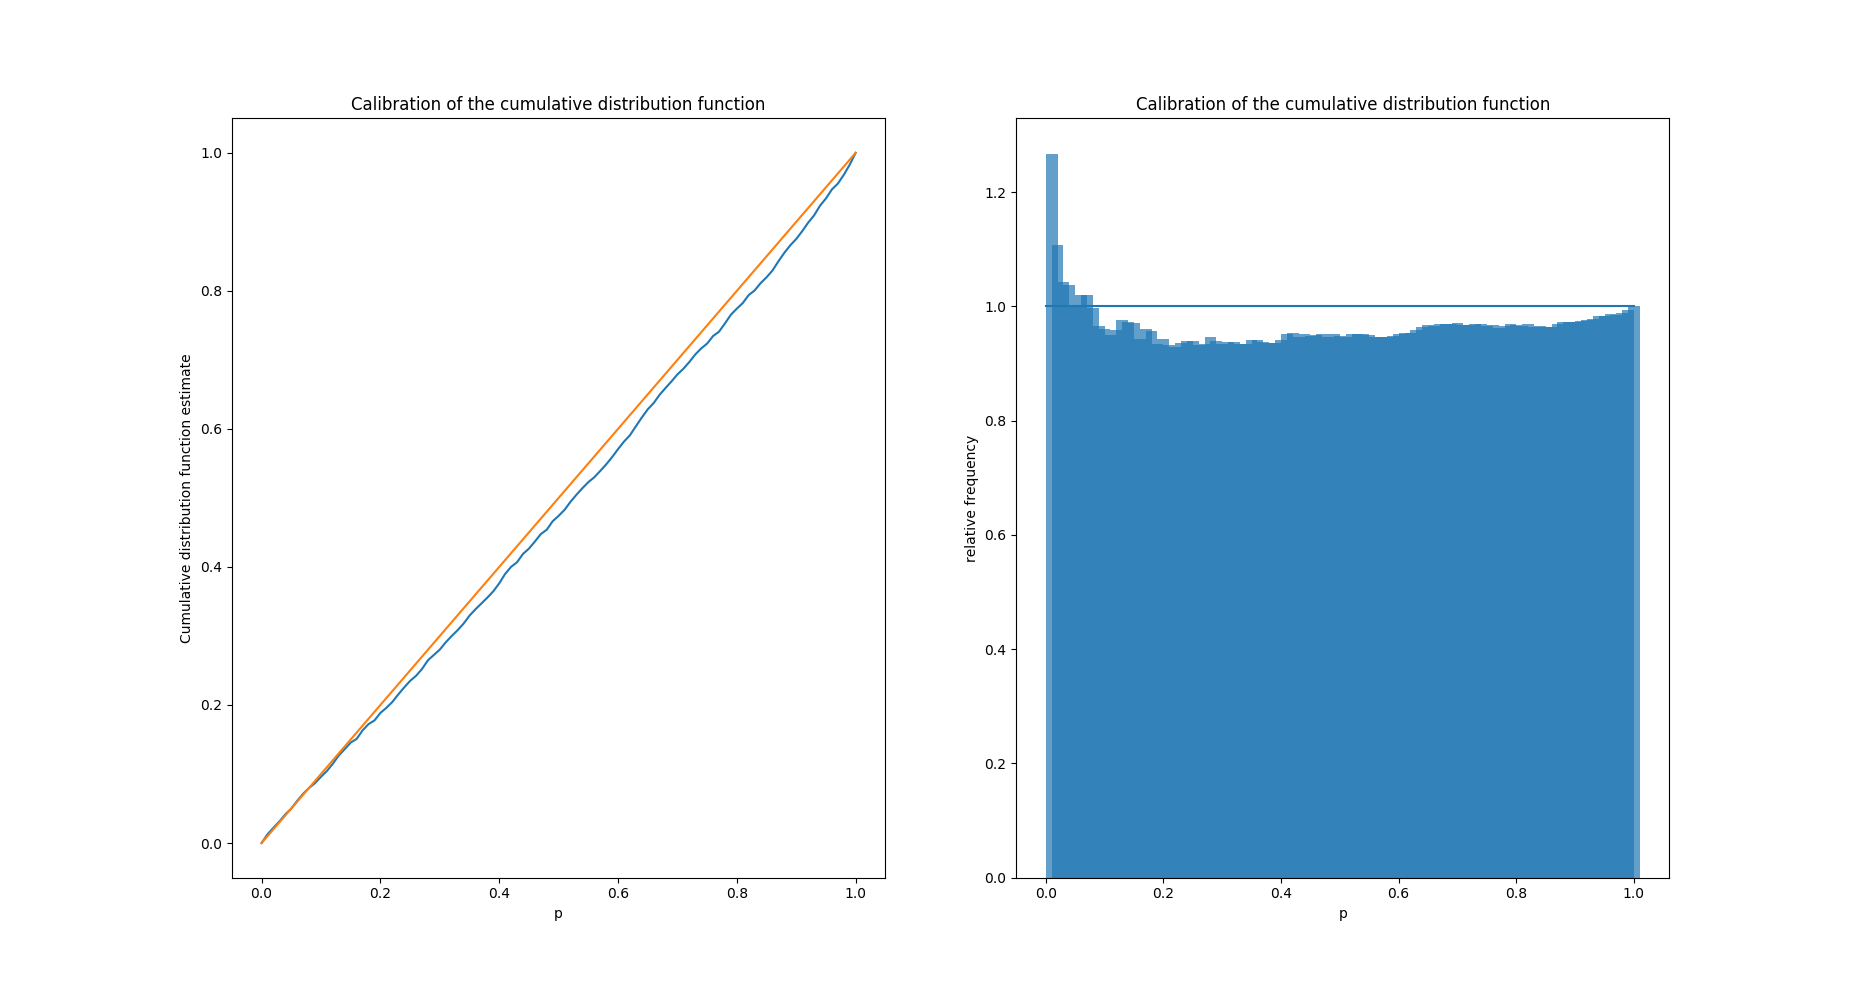 Calibration of the cumulative distribution function
Cumulative distribution function estimate
1.0
0.8
0.6
0.4
0.2
0.0
0.0 0.2 0.4 0.6 0.8 1.0
p
Calibration of the cumulative distribution function
relative frequency
1.2
1.0
0.8
0.6
0.4
0.2
0.0
0.0 0.2 0.4 0.6 0.8 1.0
p